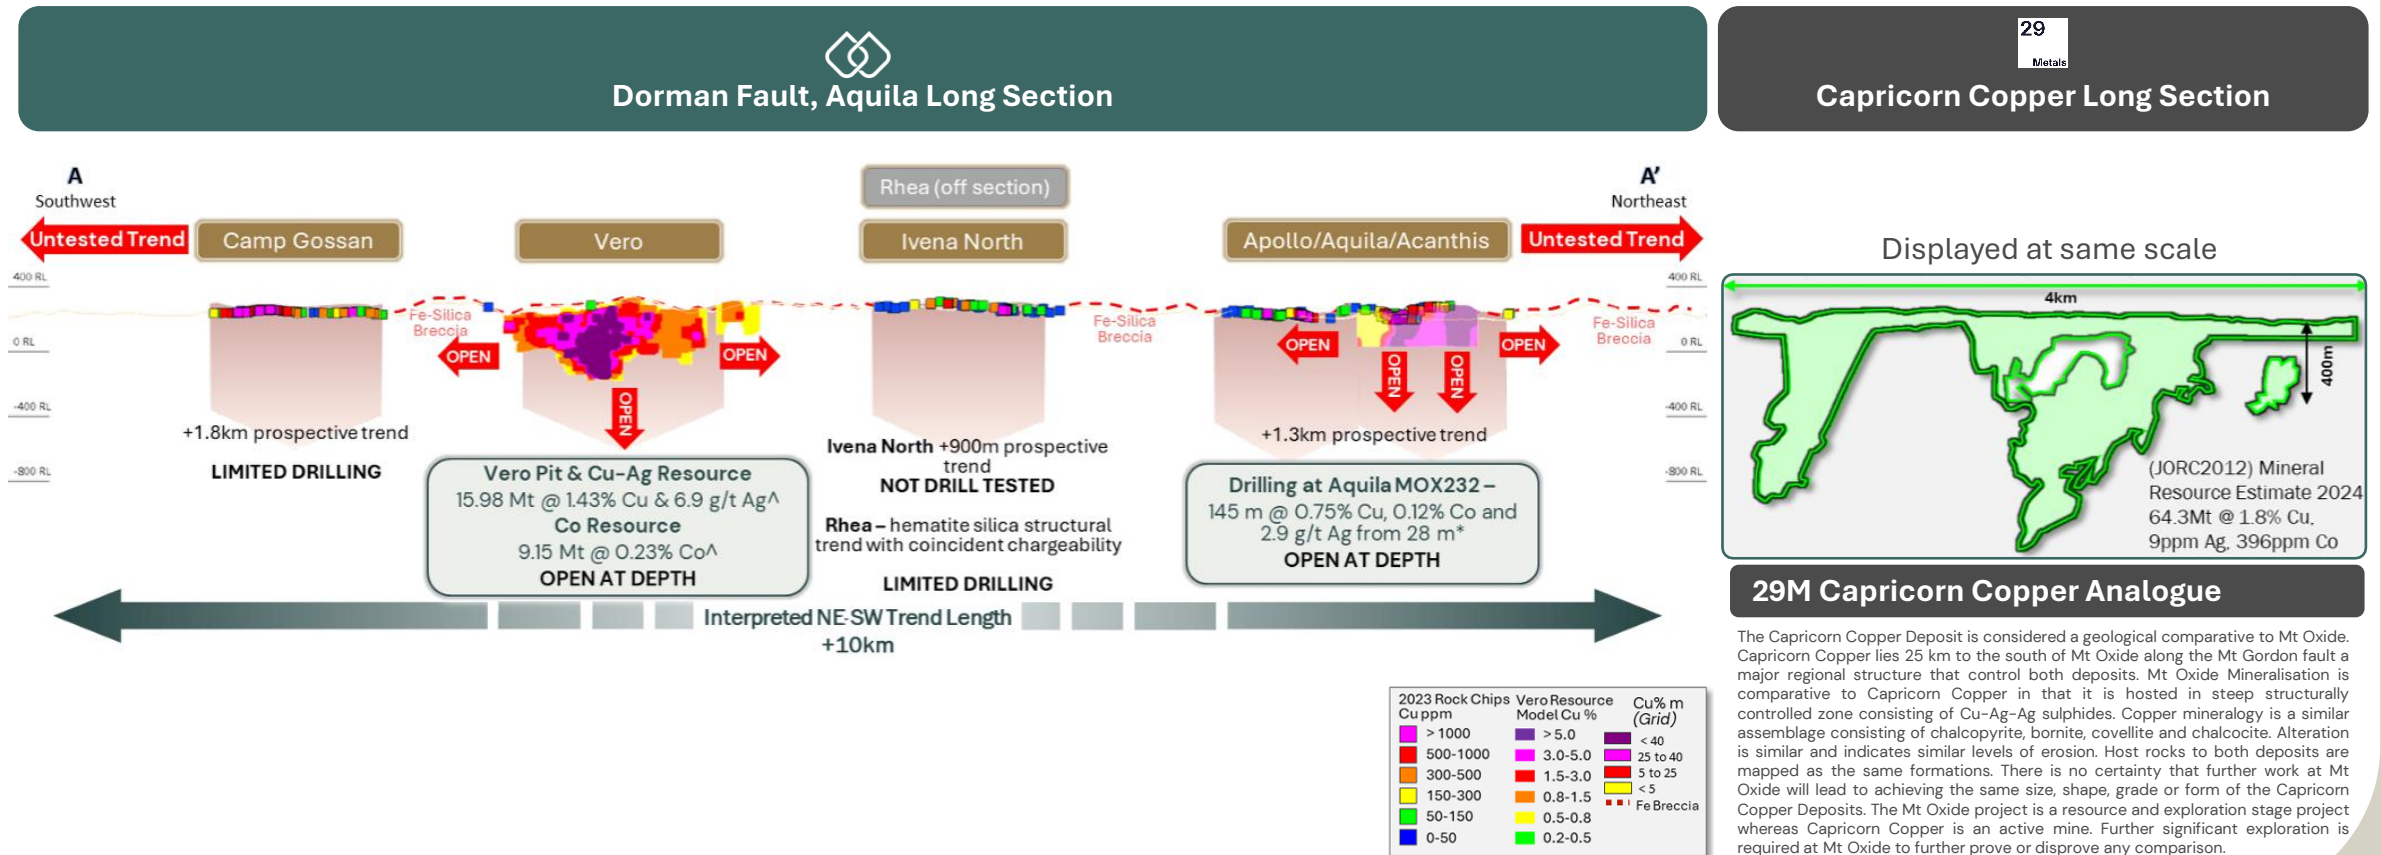 Dorman Fault, Aquila Long Section
29
Metals
Capricorn Copper Long Section
A
Southwest
A'
Northeast
Untested Trend
Camp Gossan
Vero
Rhea (off section)
Ivena North
Apollo/Aquila/Acanthis
Untested Trend
400 RL
0 RL
-400 RL
-800 RL
400 RL
0 RL
-400 RL
-800 RL
Fe-Silica
Breccia
Fe-Silica
Breccia
Fe-Silica
Breccia
OPEN
OPEN
OPEN
OPEN
OPEN
OPEN
OPEN
+1.8km prospective trend
LIMITED DRILLING
Vero Pit & Cu-Ag Resource
15.98 Mt @ 1.43% Cu & 6.9 g/t Ag^
Co Resource
9.15 Mt @ 0.23% Co^
OPEN AT DEPTH
Ivena North +900m prospective
trend
NOT DRILL TESTED
Rhea – hematite silica structural
trend with coincident chargeability
LIMITED DRILLING
+1.3km prospective trend
Drilling at Aquila MOX232 –
145 m @ 0.75% Cu, 0.12% Co and
2.9 g/t Ag from 28 m*
OPEN AT DEPTH
Interpreted NE-SW Trend Length
+10km
2023 Rock Chips
Cu ppm
> 1000
500-1000
300-500
150-300
50-150
0-50
Vero Resource
Model Cu %
> 5.0
3.0-5.0
1.5-3.0
0.8-1.5
0.5-0.8
0.2-0.5
Cu% m
(Grid)
< 40
25 to 40
5 to 25
< 5
Fe Breccia
Displayed at same scale
4km
400m
(JORC2012) Mineral
Resource Estimate 2024
64.3Mt @ 1.8% Cu,
9ppm Ag, 396ppm Co
29M Capricorn Copper Analogue
The Capricorn Copper Deposit is considered a geological comparative to Mt Oxide.
Capricorn Copper lies 25 km to the south of Mt Oxide along the Mt Gordon fault a
major regional structure that control both deposits. Mt Oxide Mineralisation is
comparative to Capricorn Copper in that it is hosted in steep structurally
controlled zone consisting of Cu-Ag-Ag sulphides. Copper mineralogy is a similar
assemblage consisting of chalcopyrite, bornite, covellite and chalcocite. Alteration
is similar and indicates similar levels of erosion. Host rocks to both deposits are
mapped as the same formations. There is no certainty that further work at Mt
Oxide will lead to achieving the same size, shape, grade or form of the Capricorn
Copper Deposits. The Mt Oxide project is a resource and exploration stage project
whereas Capricorn Copper is an active mine. Further significant exploration is
required at Mt Oxide to further prove or disprove any comparison.